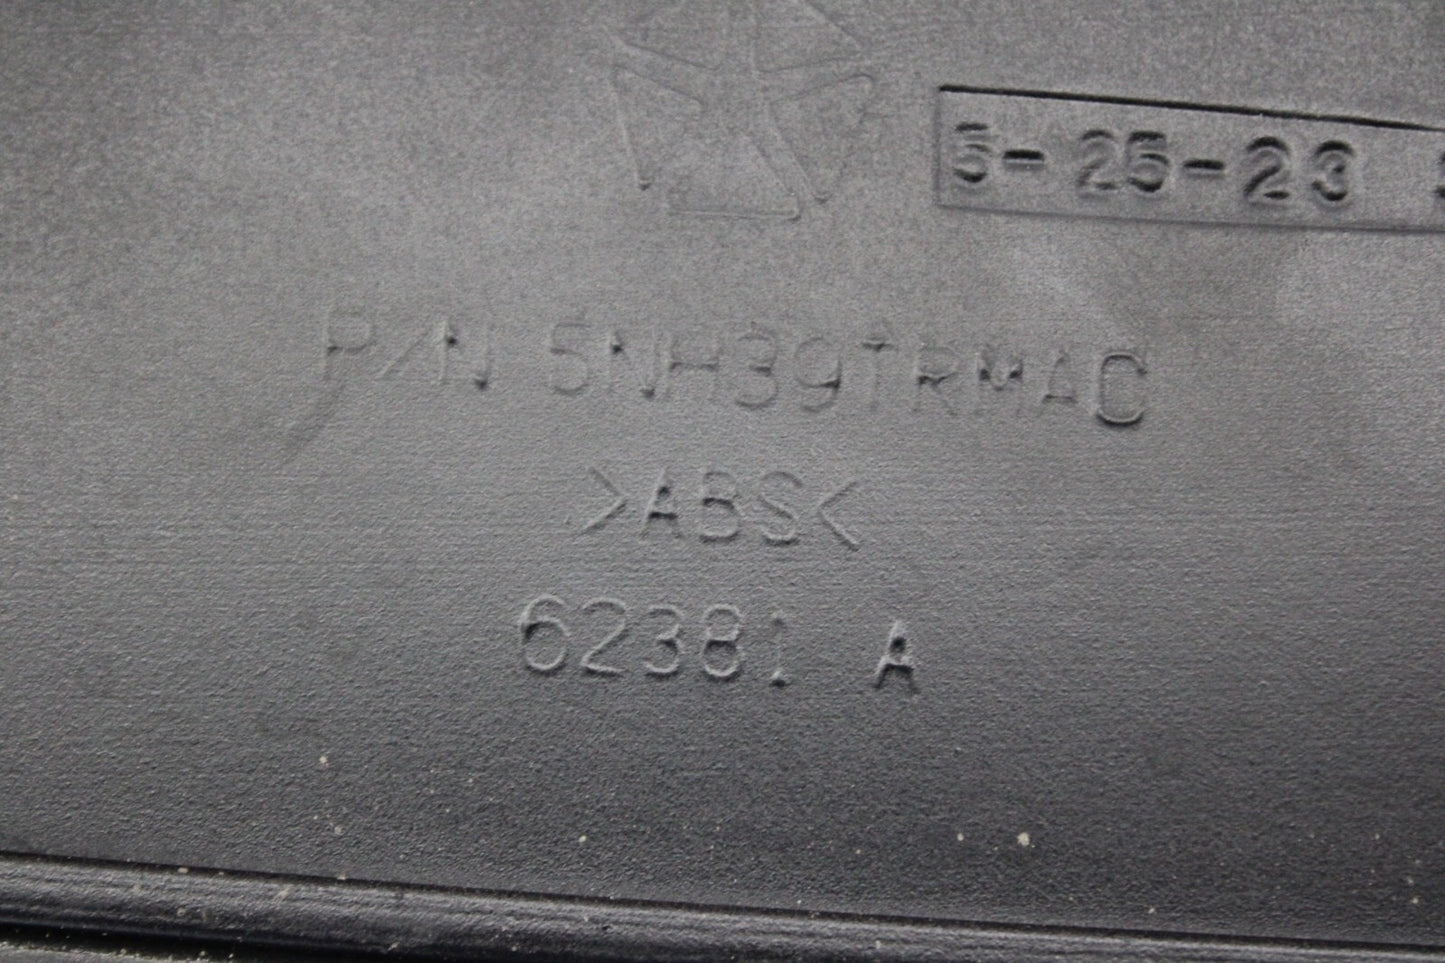 5-25-23
P/N 5NH39TRMAC
>ABS<
62381 A